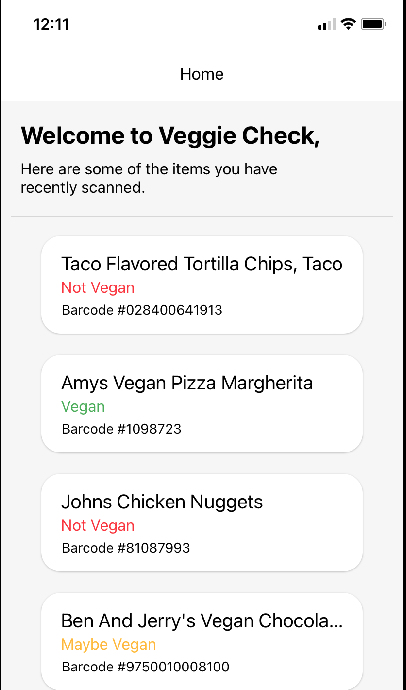 12:11
Home
Welcome to Veggie Check,
Here are some of the items you have
recently scanned.
Taco Flavored Tortilla Chips, Taco
Not Vegan
Barcode #028400641913
Amys Vegan Pizza Margherita
Vegan
Barcode #1098723
Johns Chicken Nuggets
Not Vegan
Barcode #81087993
Ben And Jerry's Vegan Chocola...
Maybe Vegan
Barcode #9750010008100